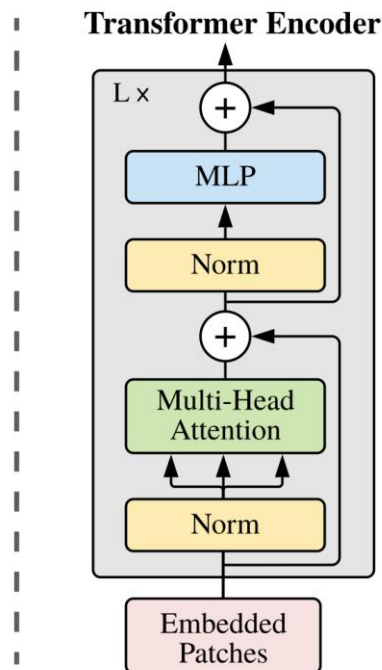 Transformer Encoder
L ×
+
MLP
Norm
+
Multi-Head
Attention
Norm
Embedded
Patches